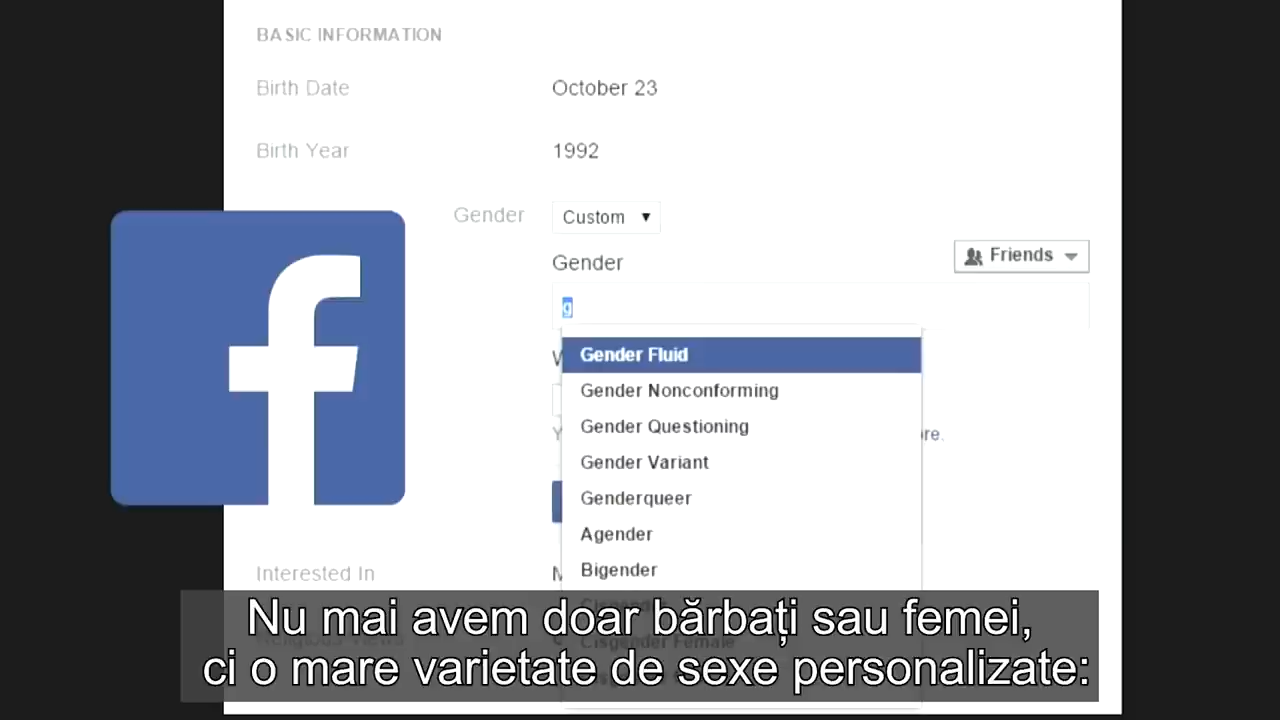 BASIC INFORMATION
Birth Date October 23
Birth Year 1992
Gender Custom
Gender
Friends
g
Gender Fluid
Gender Nonconforming
Gender Questioning
Gender Variant
Genderqueer
Agender
Bigender
Interested In
Cisgender Female
Nu mai avem doar bărbați sau femei,
ci o mare varietate de sexe personalizate: